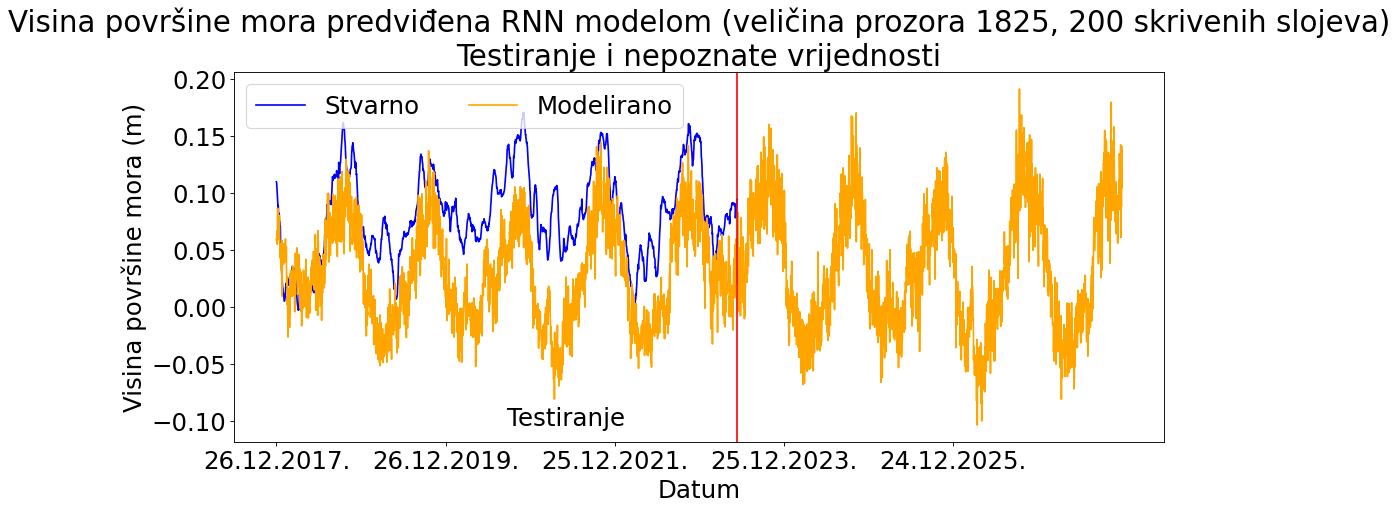 Visina površine mora predviđena RNN modelom (veličina prozora 1825, 200 skrivenih slojeva)
Testiranje i nepoznate vrijednosti
Stvarno
Modelirano
Visina površine mora (m)
0.20
0.15
0.10
0.05
0.00
−0.05
−0.10
Testiranje
26.12.2017.
26.12.2019.
25.12.2021.
25.12.2023.
24.12.2025.
Datum